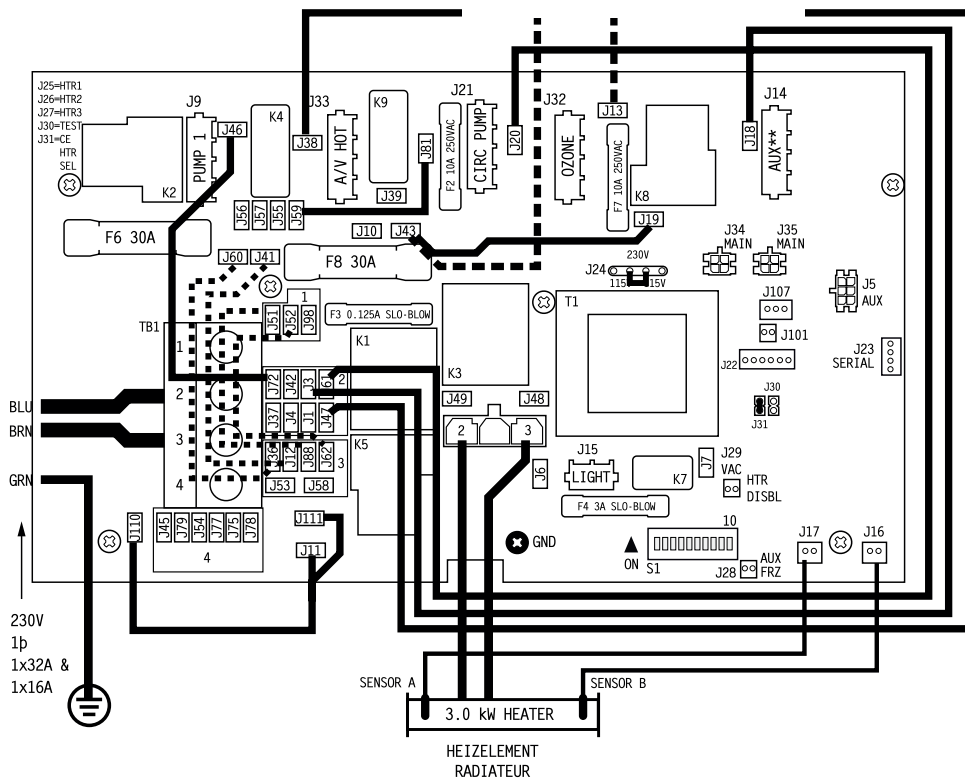 J25=HTR1
J26=HTR2
J27=HTR3
J30=TEST
J31=CE
HTR
SEL
J9
J46
PUMP 1
K2
K4
J33
J38
A/V HOT
K9
J39
J81
J21
F2 10A 250VAC
CIRC PUMP
J20
J32
OZONE
J13
F7 10A 250VAC
K8
J19
J18
J14
AUX**
J56
J57
J55
J59
F6 30A
J10
J43
J60
J41
F8 30A
230V
J24
115V
115V
J34
MAIN
J35
MAIN
J5
AUX
J107
J101
J22
J23
SERIAL
J30
J31
TB1
1
2
3
4
1
J51
J52
J98
F3 0.125A SLO-BLOW
K1
K3
T1
J72
J42
J3
J61
2
J37
J4
J1
J47
J36
J12
J88
J62
3
J53
J58
K5
J49
J48
2
3
J6
J15
LIGHT
K7
J7
J29
VAC
HTR
DISBL
F4 3A SLO-BLOW
BLU
BRN
GRN
J110
J45
J79
J54
J77
J75
J78
4
J111
J11
GND
ON
10
S1
J28
AUX
FRZ
J17
J16
230V
1þ
1x32A &
1x16A
SENSOR A
SENSOR B
3.0 kW HEATER
HEIZELEMENT
RADIATEUR